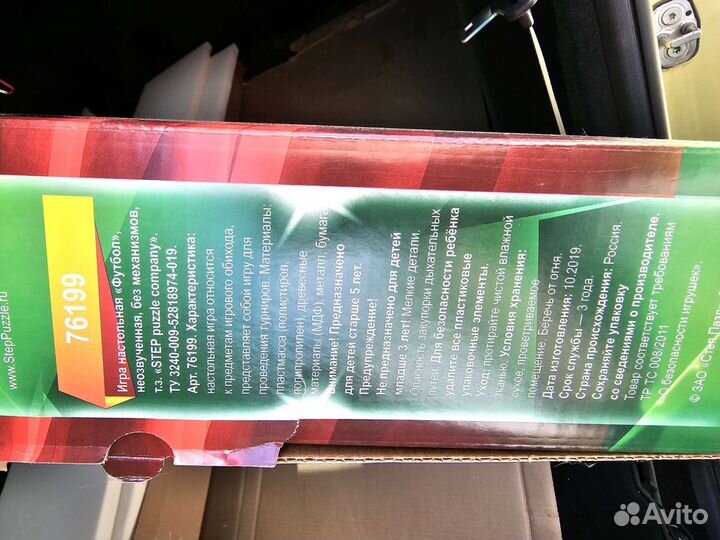 www.StepPuzzle.ru
76199
Игра настольная «Футбол»,
неозвученная, без механизмов,
т.з. «STEP puzzle company».
ТУ 3240-009-52818974-019.
Арт. 76199. Характеристика:
настольная игра относится
к предметам игрового обихода,
представляет собой игру для
проведения турниров. Материалы:
пластмасса (полистирол,
полипропилен), древесные
материалы (МДФ), металл, бумага.
Внимание! Предназначено
для детей старше 5 лет.
Предупреждение!
Не предназначено для детей
младше 3 лет! Мелкие детали.
Опасность закупорки дыхательных
путей. Для безопасности ребёнка
удалите все пластиковые
упаковочные элементы.
Уход: протирайте чистой влажной
тканью. Условия хранения:
сухое, проветриваемое
помещение. Беречь от огня.
Дата изготовления: 10.2019.
Срок службы — 3 года.
Страна происхождения: Россия.
Сохраняйте упаковку
со сведениями о производителе.
Товар соответствует требованиям
ТР ТС 008/2011
«О безопасности игрушек».
© ЗАО «Степ
Avito